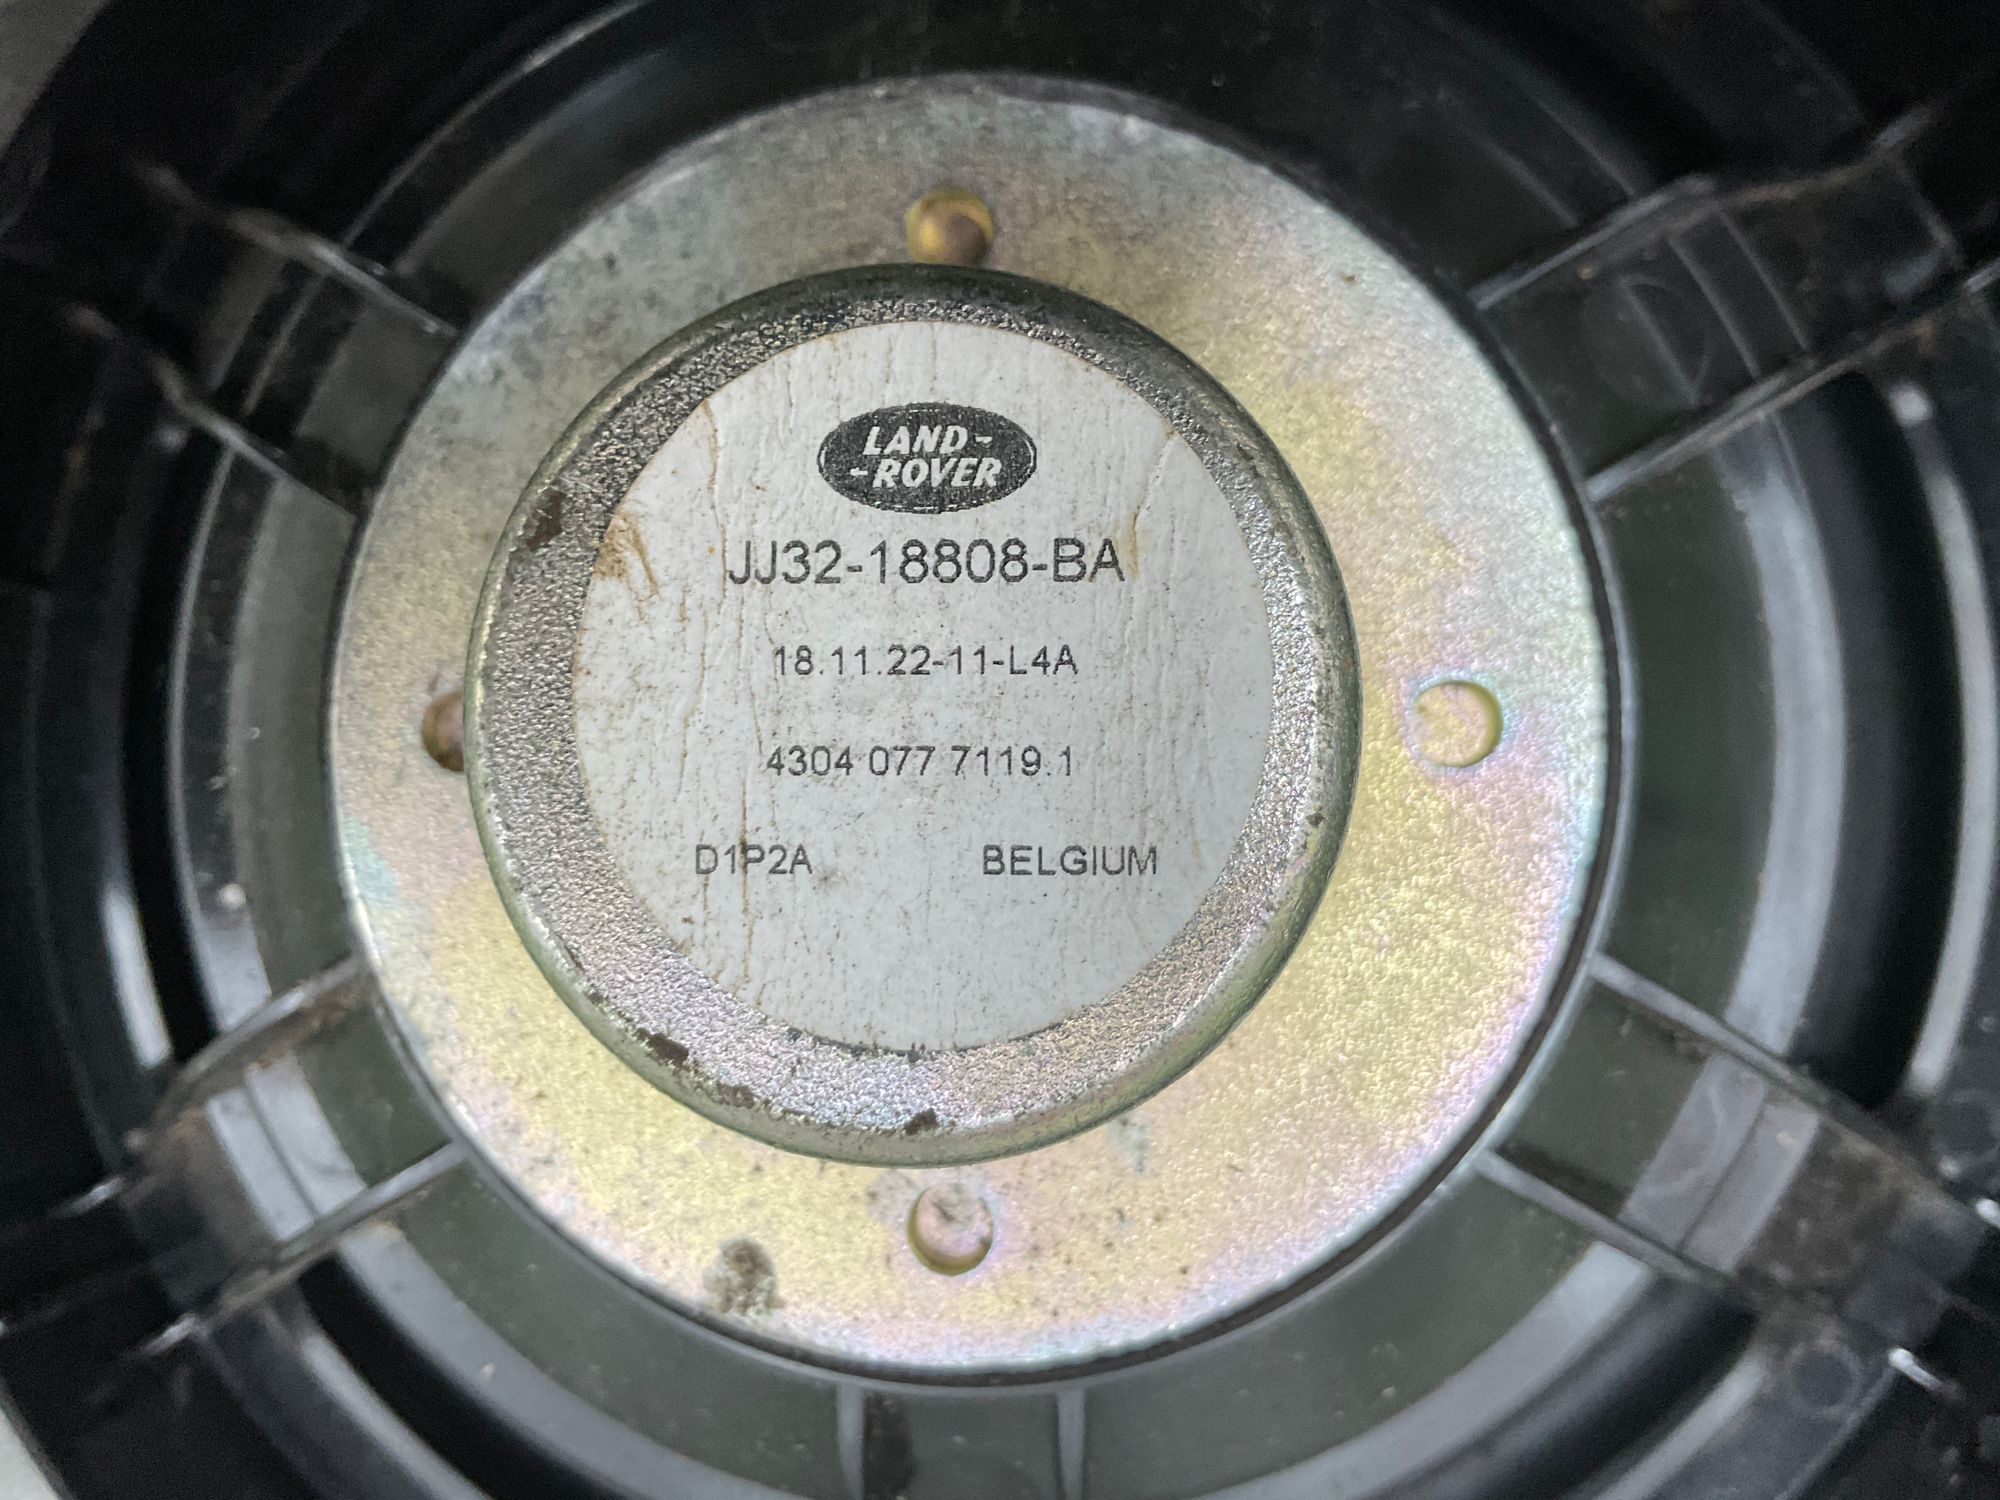 LAND-
-ROVER
JJ32-18808-BA
18.11.22-11-L4A
4304 077 7119.1
D1P2A BELGIUM